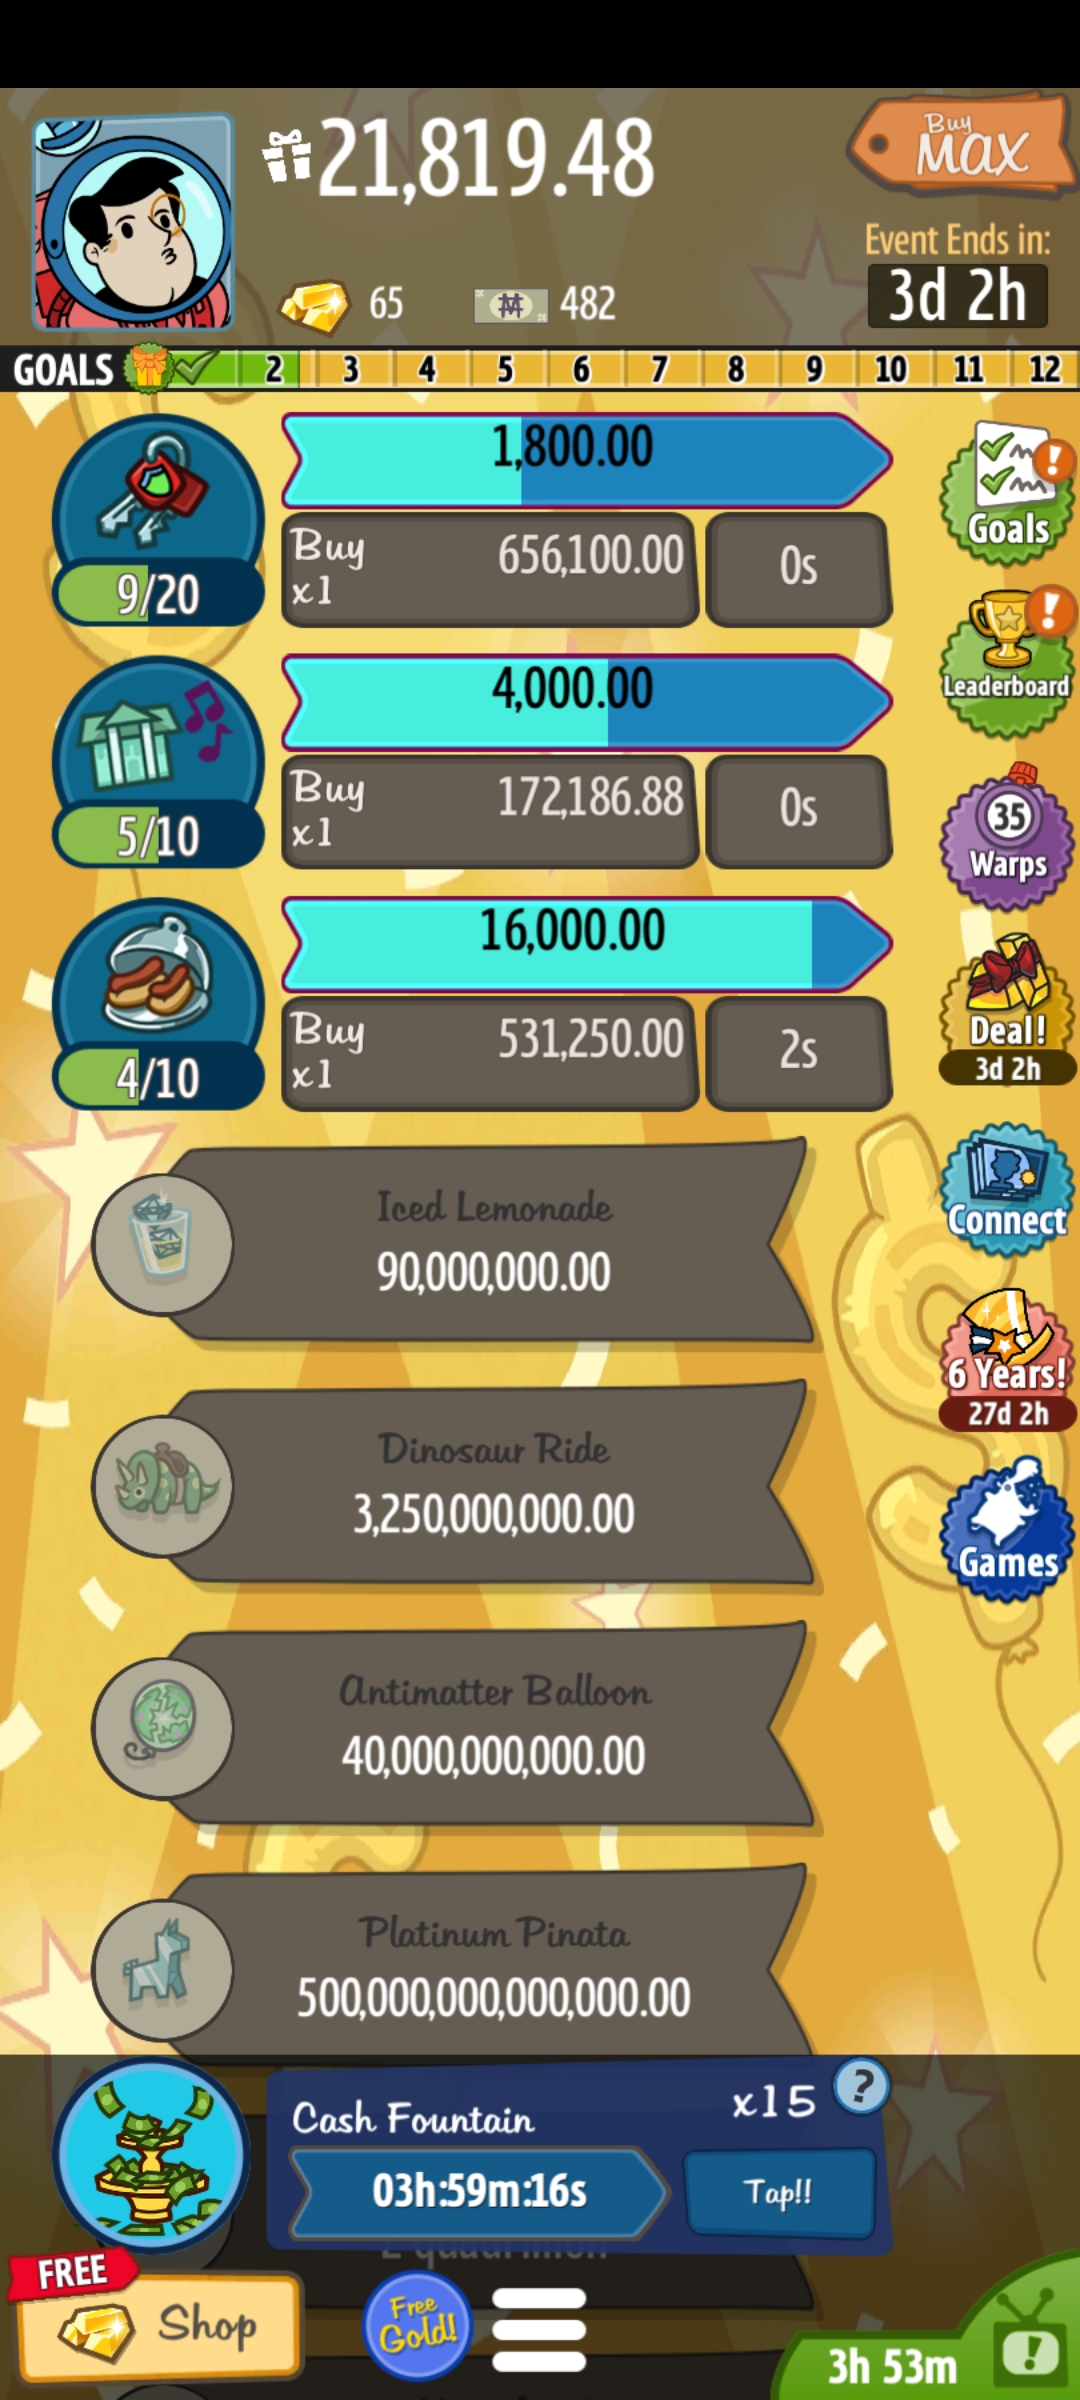 21,819.48
Buy
MAX
65
482
Event Ends in:
3d 2h
GOALS 2 3 4 5 6 7 8 9 10 11 12
1,800.00
Buy
x1
656,100.00
0s
9/20
Goals
4,000.00
Buy
x1
172,186.88
0s
5/10
Leaderboard
35
Warps
16,000.00
Buy
x1
531,250.00
2s
4/10
Deal!
3d 2h
Iced Lemonade
90,000,000.00
Connect
Dinosaur Ride
3,250,000,000.00
6 Years!
27d 2h
Games
Antimatter Balloon
40,000,000,000.00
Platinum Pinata
500,000,000,000,000.00
Cash Fountain
x15
?
03h:59m:16s
Tap!!
FREE
Shop
Free
Gold!
3h 53m